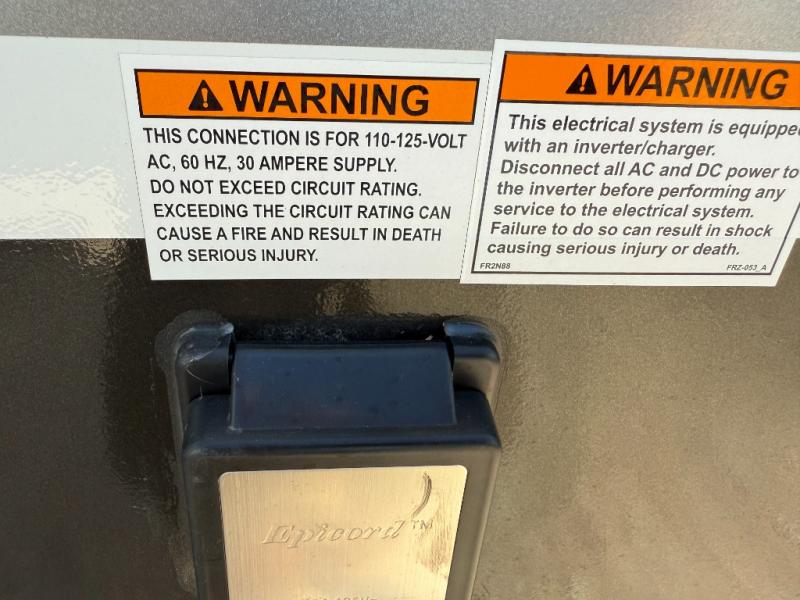 WARNING
THIS CONNECTION IS FOR 110-125-VOLT
AC, 60 HZ, 30 AMPERE SUPPLY.
DO NOT EXCEED CIRCUIT RATING.
EXCEEDING THE CIRCUIT RATING CAN
CAUSE A FIRE AND RESULT IN DEATH
OR SERIOUS INJURY.
WARNING
This electrical system is equipped
with an inverter/charger.
Disconnect all AC and DC power to
the inverter before performing any
service to the electrical system.
Failure to do so can result in shock
causing serious injury or death.
FR2N88 FRZ-053_A
Epicord™